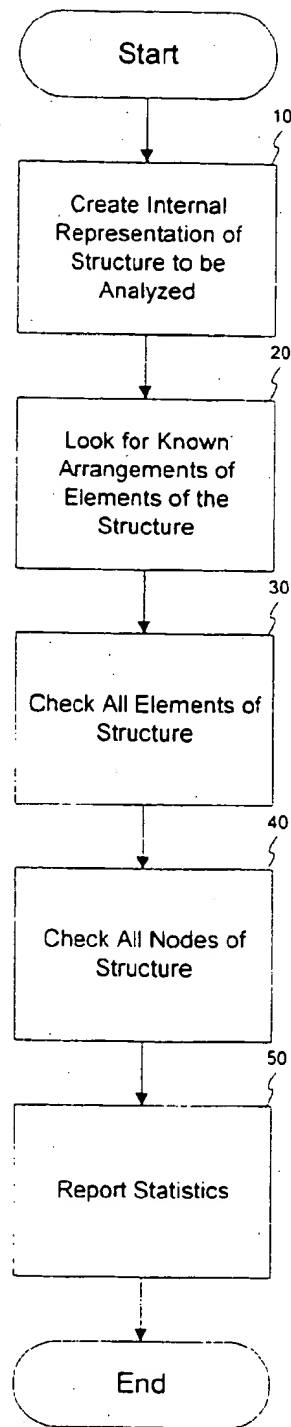 Start
10
Create Internal
Representation of
Structure to be
Analyzed
20
Look for Known
Arrangements of
Elements of the
Structure
30
Check All Elements of
Structure
40
Check All Nodes of
Structure
50
Report Statistics
End